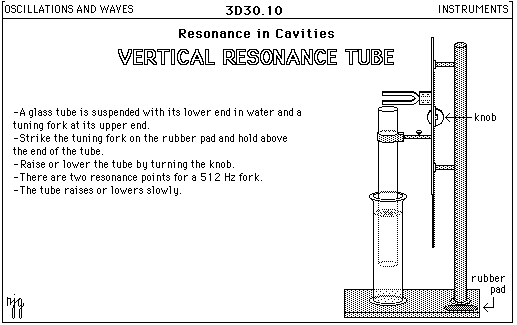 OSCILLATIONS AND WAVES 3D30.10 INSTRUMENTS
Resonance in Cavities
VERTICAL RESONANCE TUBE
-A glass tube is suspended with its lower end in water and a
tuning fork at its upper end.
-Strike the tuning fork on the rubber pad and hold above
the end of the tube.
-Raise or lower the tube by turning the knob.
-There are two resonance points for a 512 Hz fork.
-The tube raises or lowers slowly.
knob
rubber
pad
njg